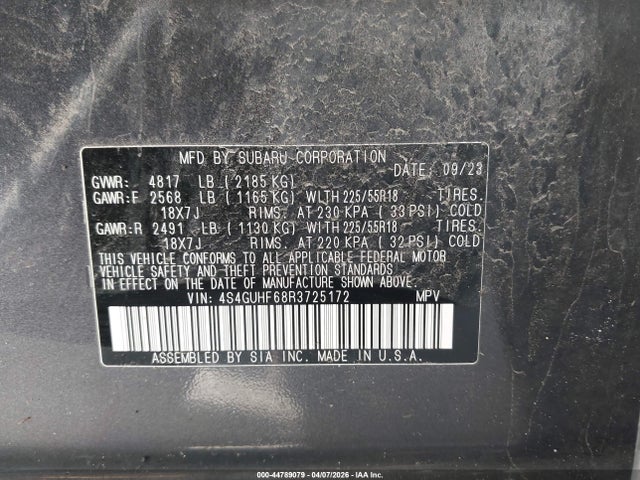 MFD BY SUBARU CORPORATION
DATE: 09/23
GVWR: 4817 LB ( 2185 KG)
GAWR:F 2568 LB ( 1165 KG) WITH 225/55R18 TIRES.
18X7J RIMS. AT 230 KPA ( 33 PSI) COLD
GAWR:R 2491 LB ( 1130 KG) WITH 225/55R18 TIRES.
18X7J RIMS. AT 220 KPA ( 32 PSI) COLD
THIS VEHICLE CONFORMS TO ALL APPLICABLE FEDERAL MOTOR
VEHICLE SAFETY AND THEFT PREVENTION STANDARDS IN
EFFECT ON THE DATE OF MANUFACTURE SHOWN ABOVE.
VIN: 4S4GUHF68R3725172 MPV
ASSEMBLED BY SIA INC. MADE IN U.S.A.
000-44789079 04/07/2026 IAA Inc.